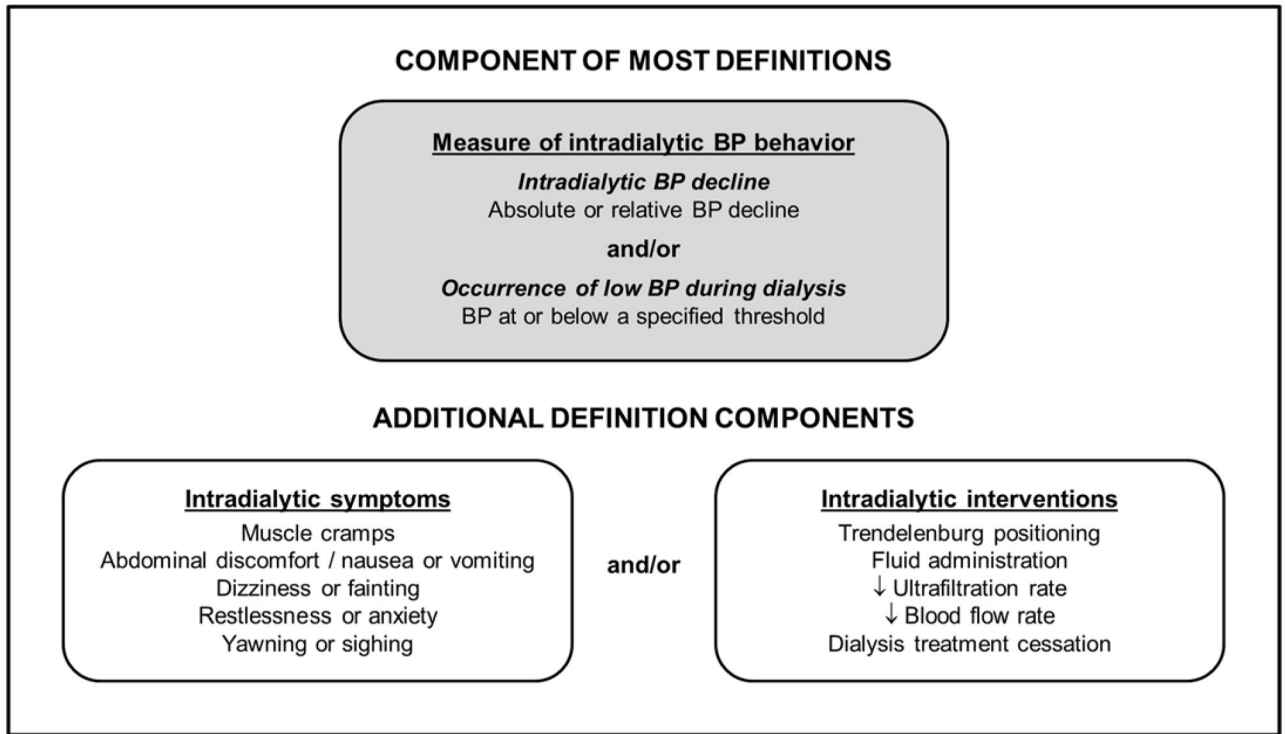 COMPONENT OF MOST DEFINITIONS
Measure of intradialytic BP behavior
Intradialytic BP decline
Absolute or relative BP decline
and/or
Occurrence of low BP during dialysis
BP at or below a specified threshold
ADDITIONAL DEFINITION COMPONENTS
Intradialytic symptoms
Muscle cramps
Abdominal discomfort / nausea or vomiting
Dizziness or fainting
Restlessness or anxiety
Yawning or sighing
and/or
Intradialytic interventions
Trendelenburg positioning
Fluid administration
↓ Ultrafiltration rate
↓ Blood flow rate
Dialysis treatment cessation